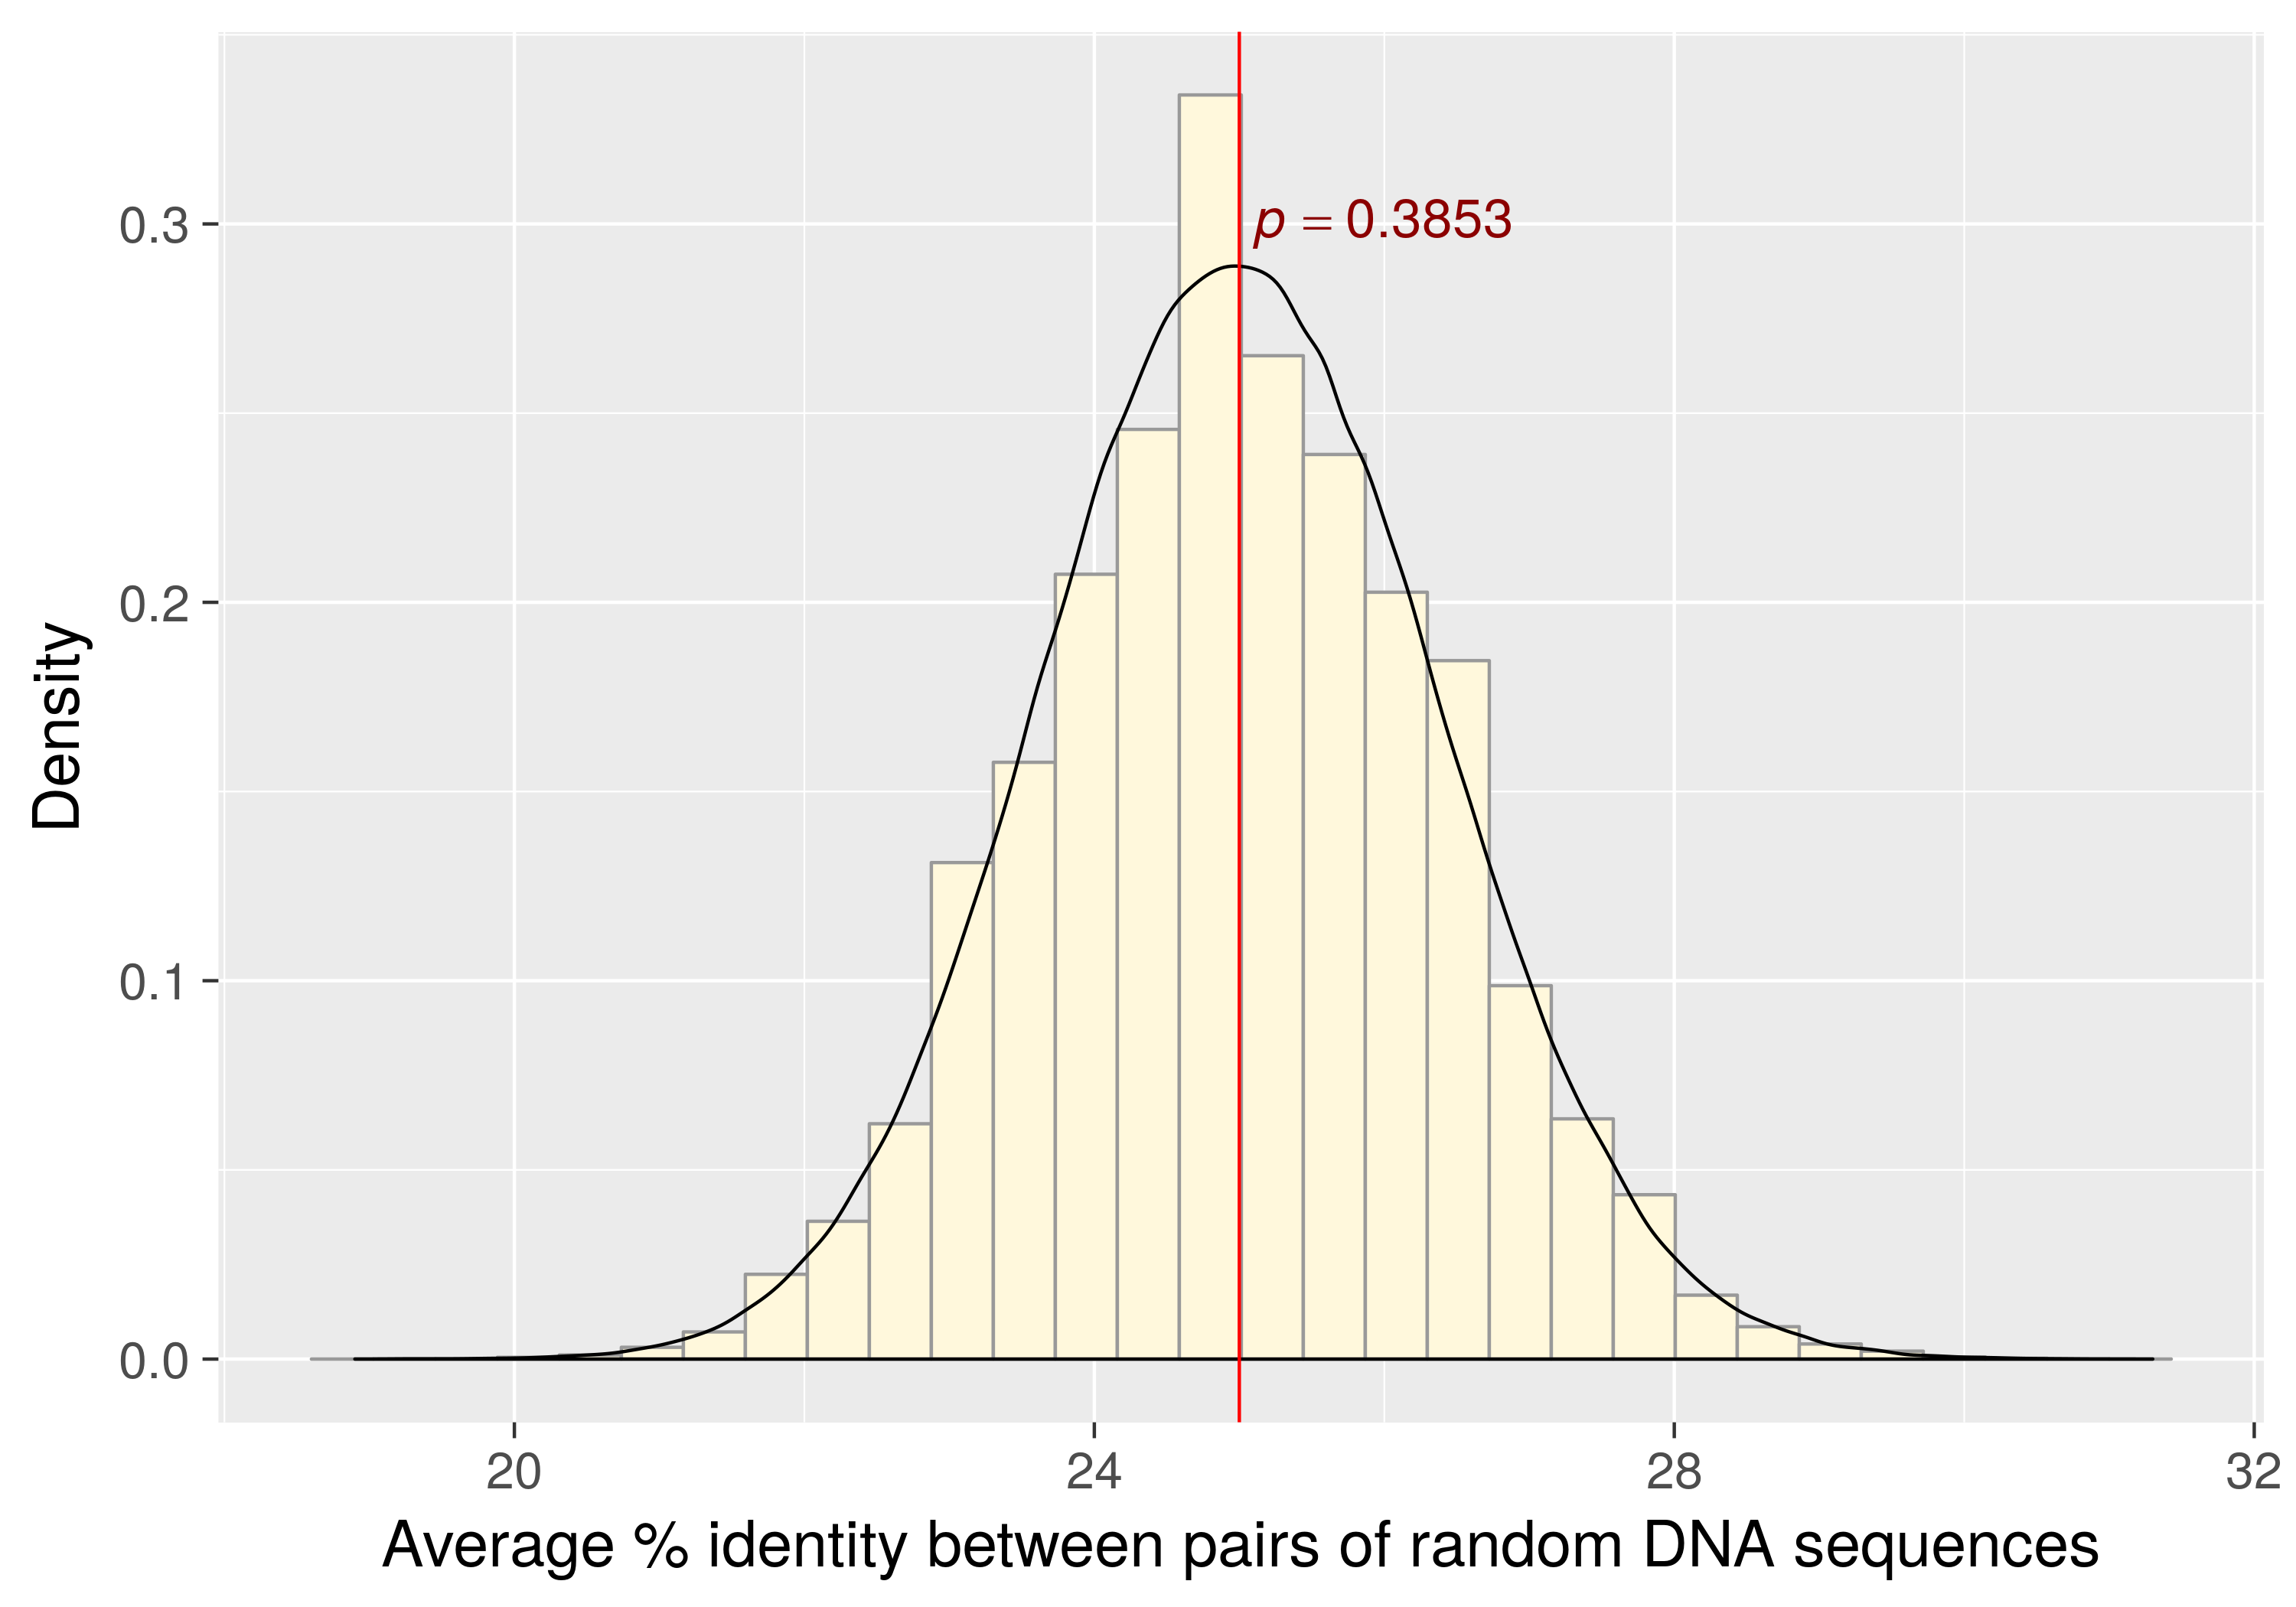 p = 0.3853
Density
0.3
0.2
0.1
0.0
20 24 28 32
Average % identity between pairs of random DNA sequences